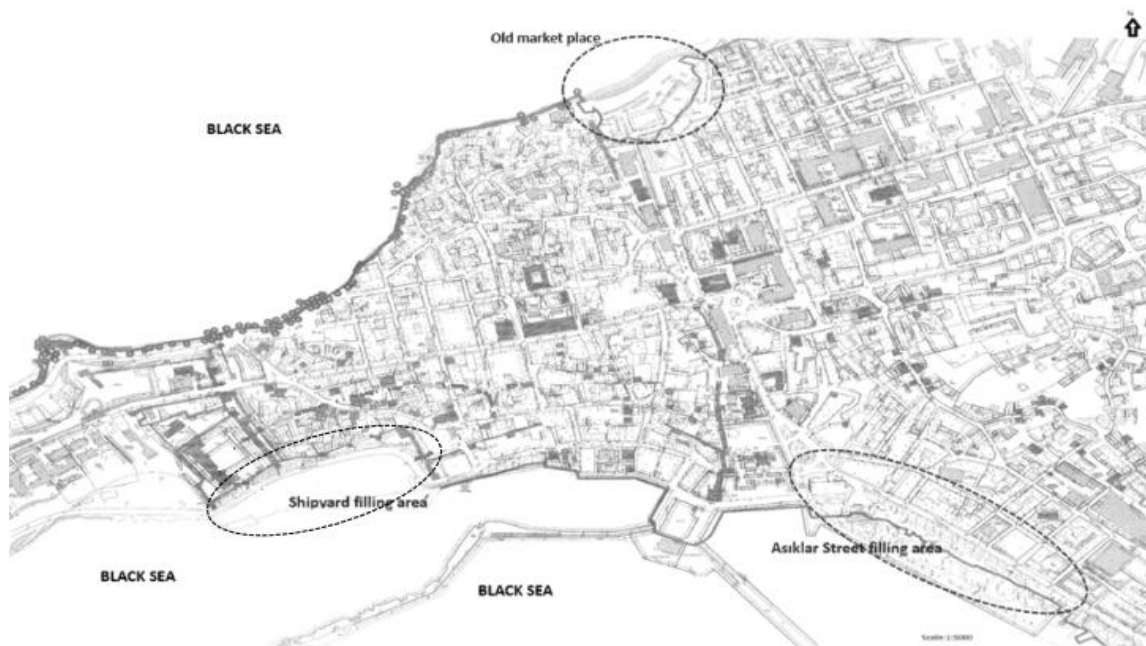 N
Old market place
BLACK SEA
Shipyard filling area
Asıklar Street filling area
BLACK SEA
BLACK SEA